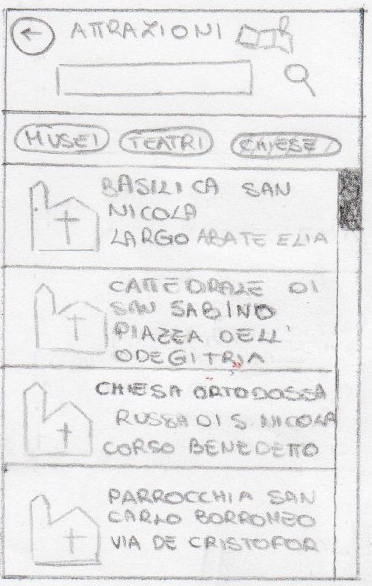 ATTRAZIONI
MUSEI TEATRI CHIESE
BASILICA SAN
NICOLA
LARGO ABATE ELIA
CATTEDRALE DI
SAN SABINO
PIAZZA DELL'
ODEGITRIA
CHIESA ORTODOSSA
RUSSA DI S. NICOLA
CORSO BENEDETTO
PARROCCHIA SAN
CARLO BORROMEO
VIA DE CRISTOFOR